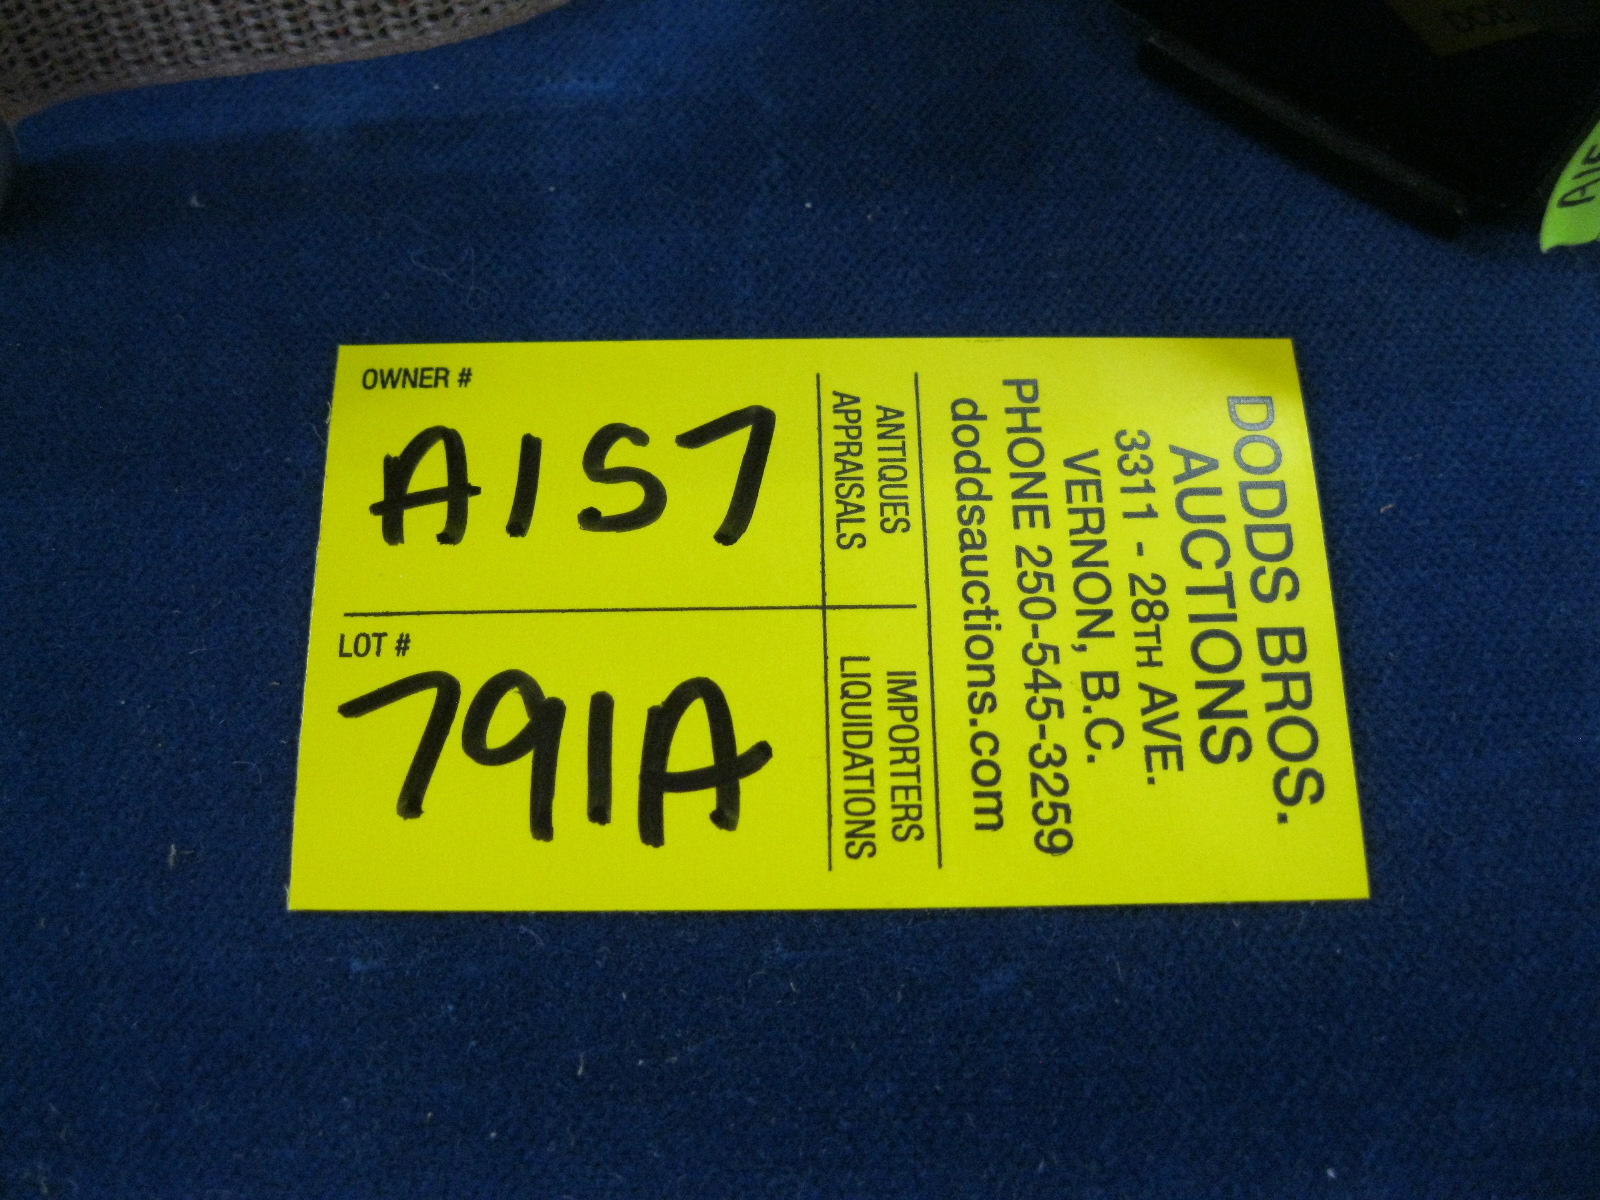 OWNER #
A157
LOT #
791A
ANTIQUES
APPRAISALS
IMPORTERS
LIQUIDATIONS
DODDS BROS.
AUCTIONS
3311 - 28TH AVE.
VERNON, B.C.
PHONE 250-545-3259
doddsauctions.com